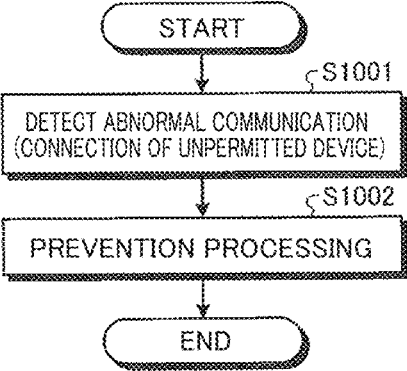 START
S1001
DETECT ABNORMAL COMMUNICATION
(CONNECTION OF UNPERMITTED DEVICE)
S1002
PREVENTION PROCESSING
END